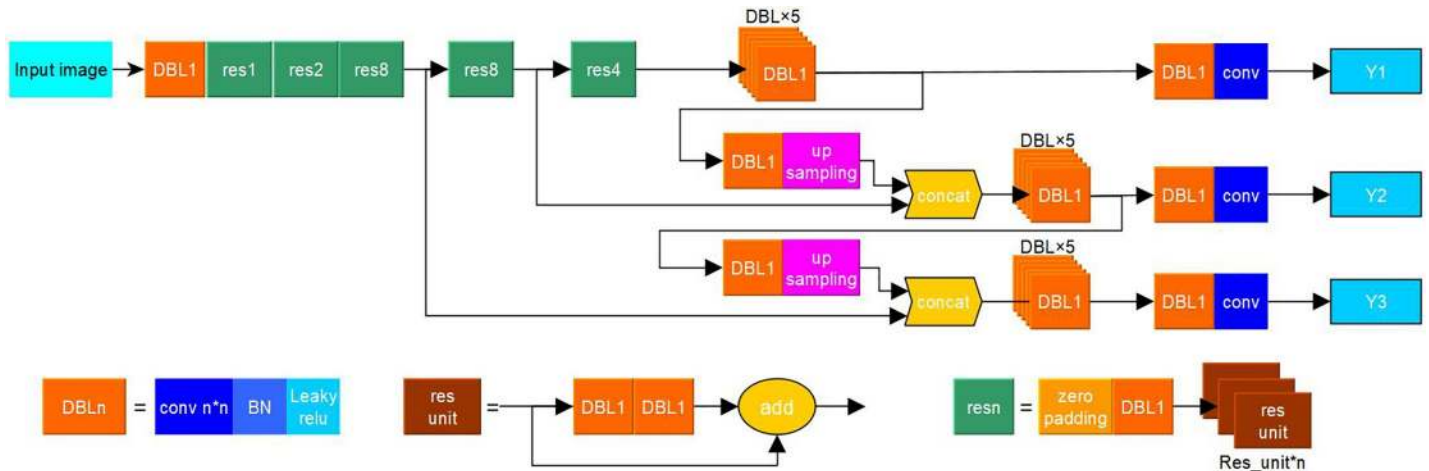 DBL×5
Input image
DBL1
res1
res2
res8
res8
res4
DBL1
DBL1
conv
Y1
DBL×5
DBL1
up
sampling
concat
DBL1
DBL1
conv
Y2
DBL×5
DBL1
up
sampling
concat
DBL1
DBL1
conv
Y3
DBLn
=
conv n*n
BN
Leaky
relu
res
unit
=
DBL1
DBL1
add
resn
=
zero
padding
DBL1
res
unit
Res_unit*n